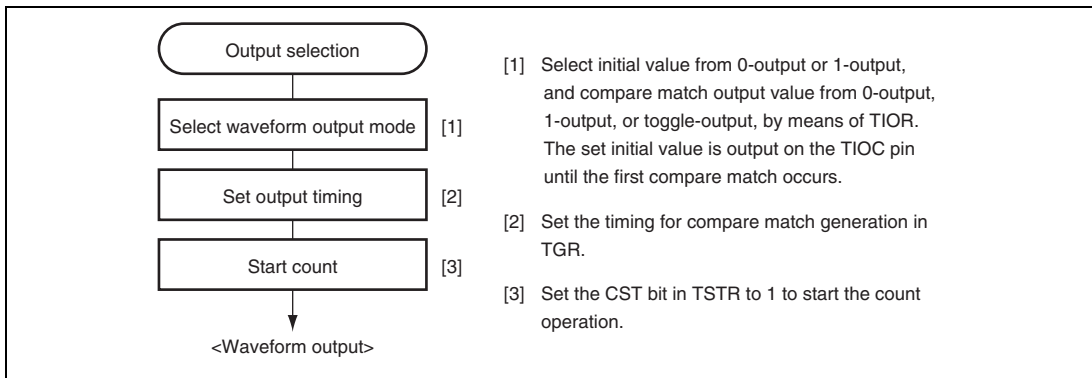 Output selection
Select waveform output mode [1]
Set output timing [2]
Start count [3]
<Waveform output>
[1] Select initial value from 0-output or 1-output,
and compare match output value from 0-output,
1-output, or toggle-output, by means of TIOR.
The set initial value is output on the TIOC pin
until the first compare match occurs.
[2] Set the timing for compare match generation in
TGR.
[3] Set the CST bit in TSTR to 1 to start the count
operation.